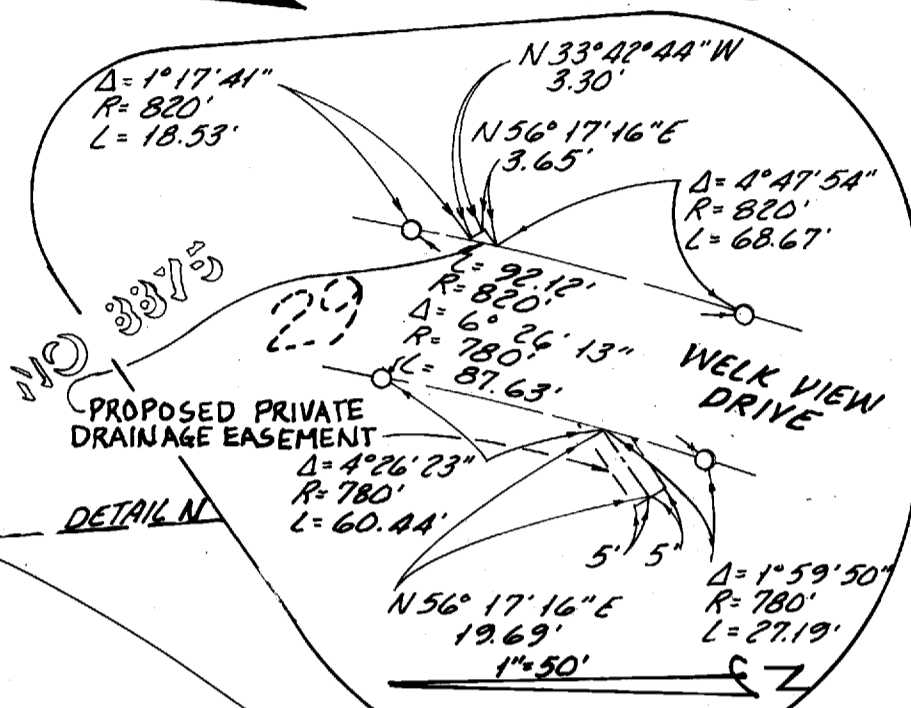 Δ= 1°17'41"
R= 820'
L= 18.53'
N 33°42°44"W
3.30'
N 56° 17'16"E
3.65'
Δ= 4°47'54"
R= 820'
L= 68.67'
L= 92.12'
R= 820'
Δ= 6° 26' 13"
R= 780'
L= 87.63'
29
NO 3375
WELK VIEW
DRIVE
PROPOSED PRIVATE
DRAINAGE EASEMENT
Δ= 4°26'23"
R= 780'
L= 60.44'
DETAIL N
5'
5'
Δ= 1°59'50"
R= 780'
L= 27.19'
N 56° 17'16"E
19.69'
1"=50'
Z